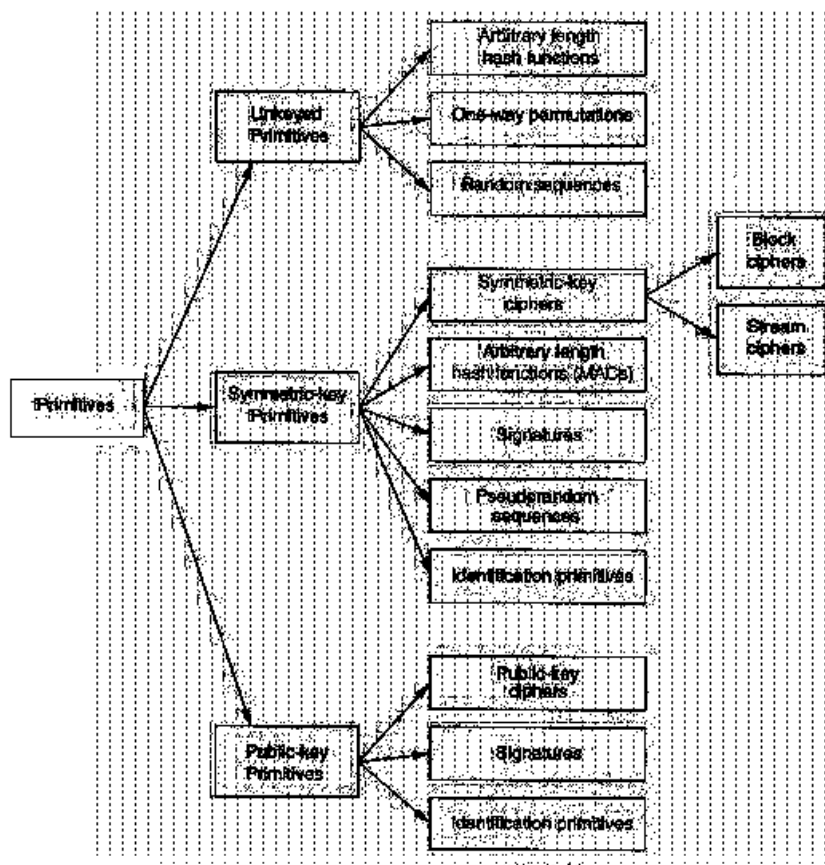 Arbitrary length
hash functions
Unkeyed
Primitives
One-way permutations
Random sequences
Block
ciphers
Symmetric-key
ciphers
Stream
ciphers
Arbitrary length
hash functions (MACs)
Primitives
Symmetric-key
Primitives
Signatures
Pseudorandom
sequences
Identification primitives
Public-key
ciphers
Public-key
Primitives
Signatures
Identification primitives